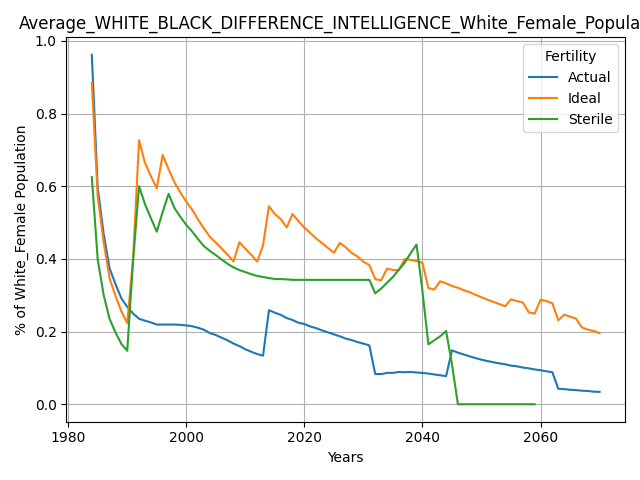 Average_WHITE_BLACK_DIFFERENCE_INTELLIGENCE_White_Female_Popula
Fertility
Actual
Ideal
Sterile
% of White_Female Population
1.0
0.8
0.6
0.4
0.2
0.0
1980 2000 2020 2040 2060
Years